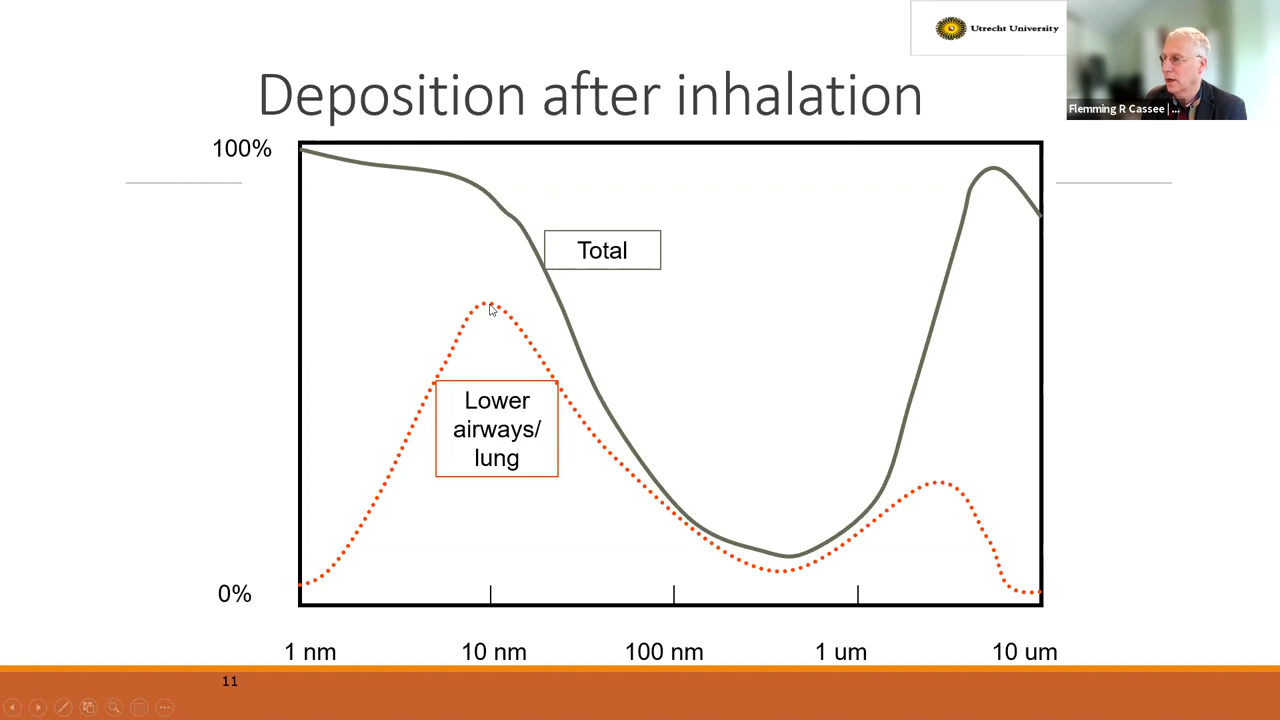 Utrecht University
Flemming R Cassee | ...
Deposition after inhalation
100%
Total
Lower
airways/
lung
0%
1 nm
10 nm
100 nm
1 um
10 um
11